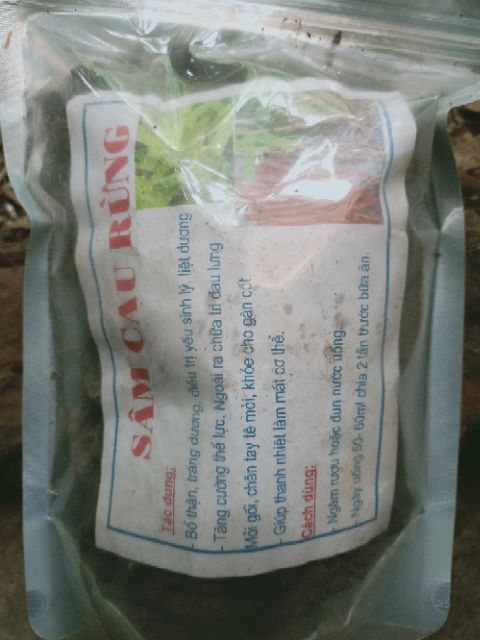 SÂM CAU RỪNG
Tác dụng:
- Bổ thận, tráng dương, điều trị yếu sinh lý, liệt dương
- Tăng cường thể lực. Ngoài ra chữa trị đau lưng
Mỏi gối, chân tay tê mỏi, khỏe cho gân cốt
- Giúp thanh nhiệt làm mát cơ thể.
Cách dùng:
- Ngâm rượu hoặc đun nước uống.
- Ngày uống 50- 60ml chia 2 lần trước bữa ăn.